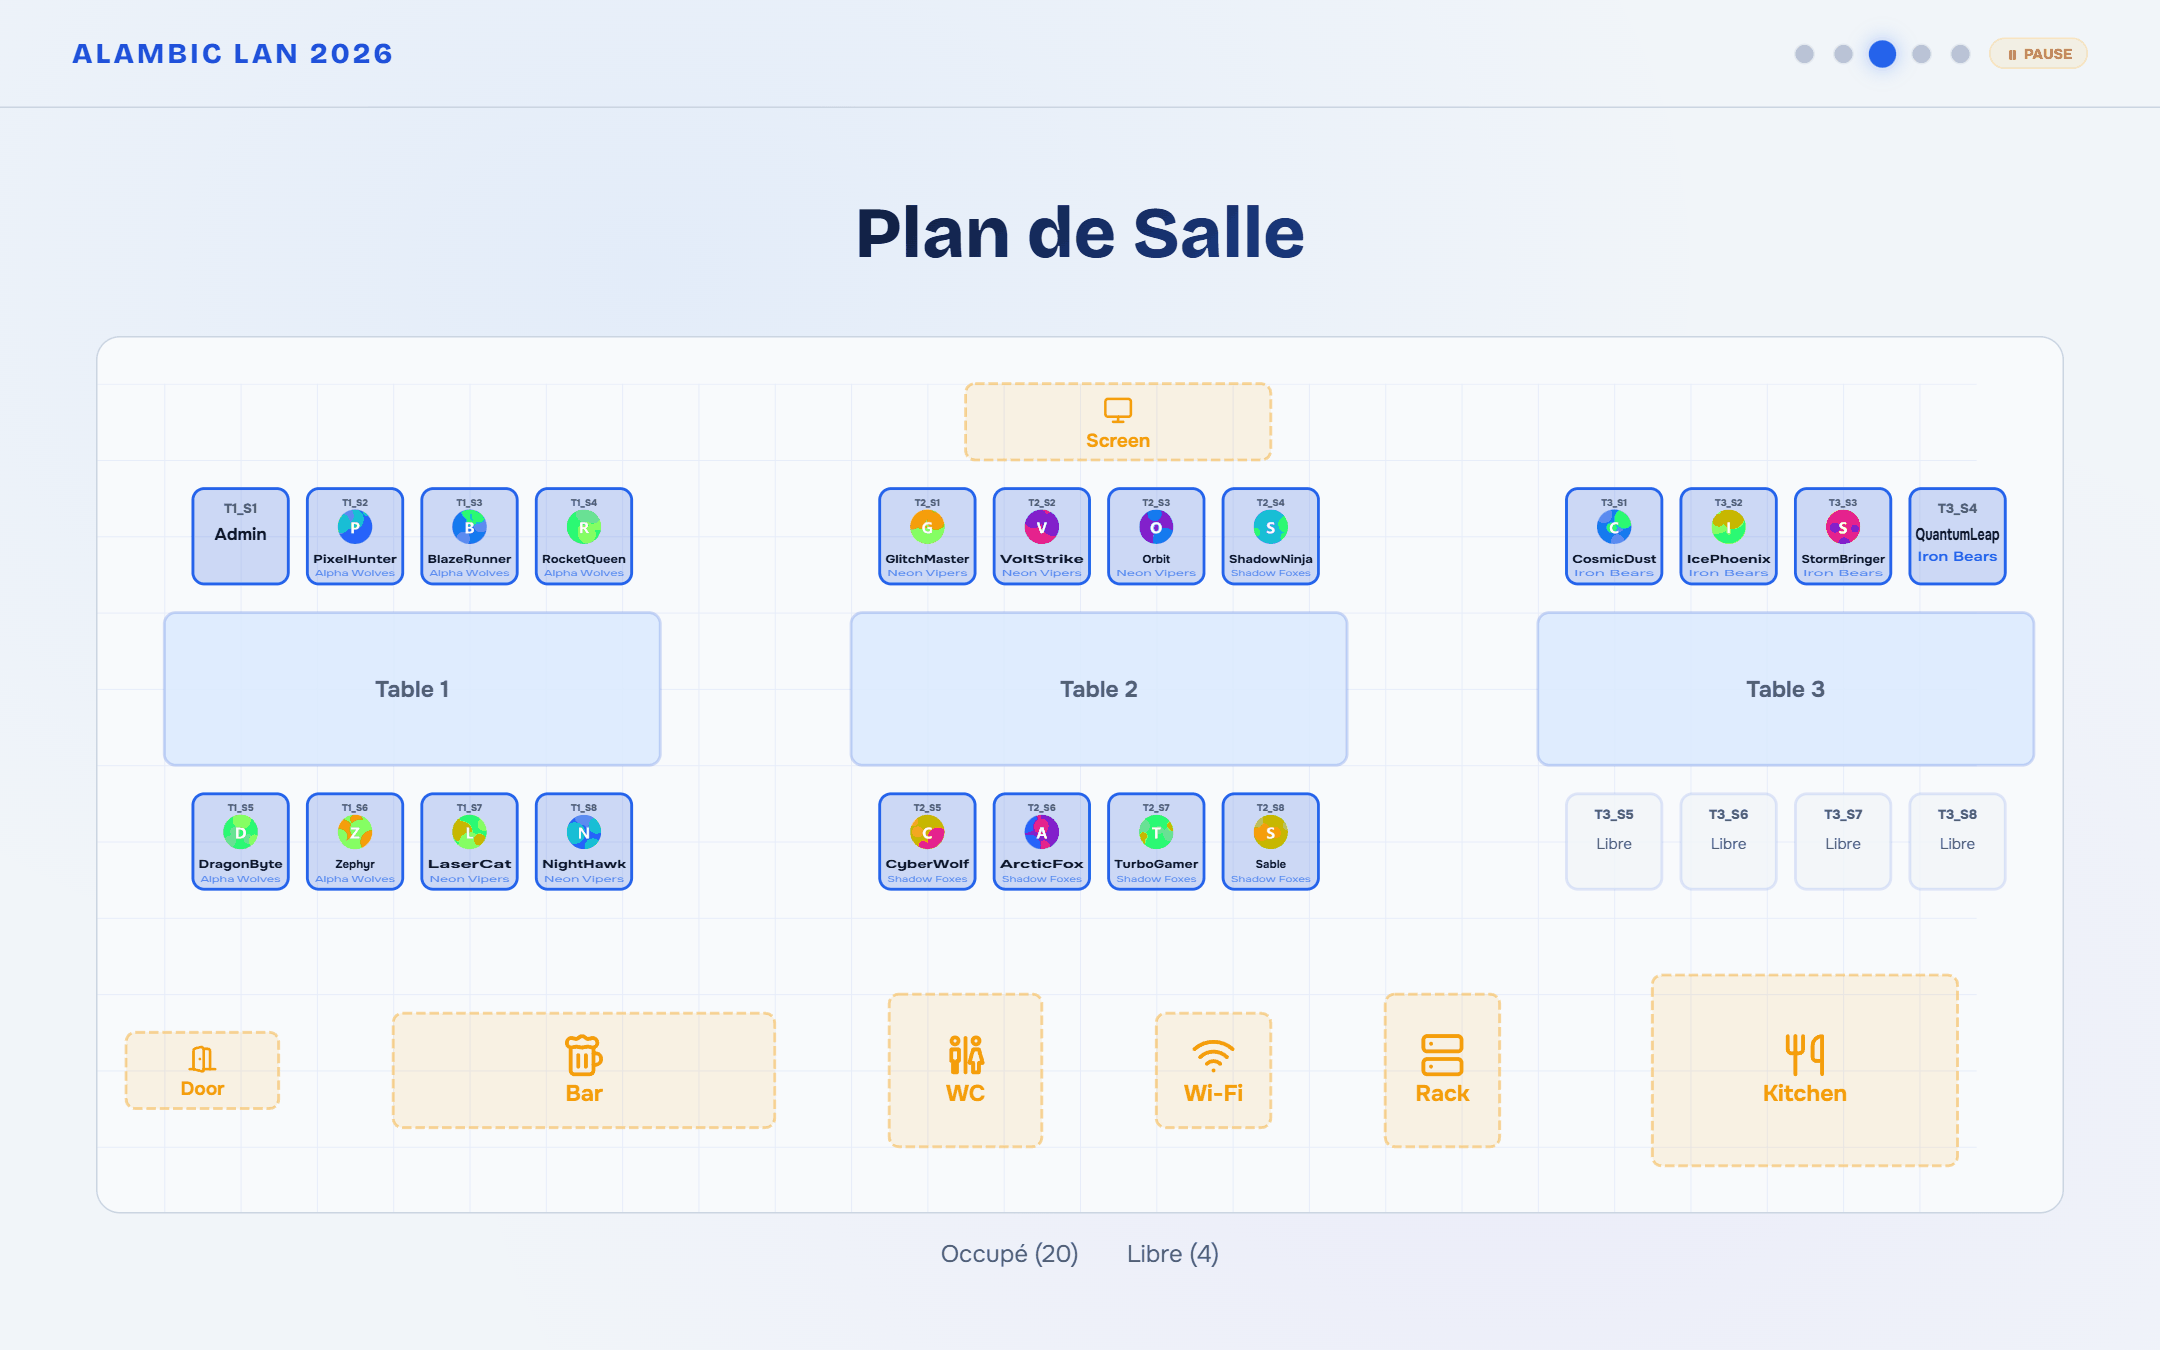 ALAMBIC LAN 2026
PAUSE
Plan de Salle
Screen
T1_S1
Admin
T1_S2
P
PixelHunter
Alpha Wolves
T1_S3
B
BlazeRunner
Alpha Wolves
T1_S4
R
RocketQueen
Alpha Wolves
T2_S1
G
GlitchMaster
Neon Vipers
T2_S2
V
VoltStrike
Neon Vipers
T2_S3
O
Orbit
Neon Vipers
T2_S4
S
ShadowNinja
Shadow Foxes
T3_S1
C
CosmicDust
Iron Bears
T3_S2
I
IcePhoenix
Iron Bears
T3_S3
S
StormBringer
Iron Bears
T3_S4
QuantumLeap
Iron Bears
Table 1
Table 2
Table 3
T1_S5
D
DragonByte
Alpha Wolves
T1_S6
Z
Zephyr
Alpha Wolves
T1_S7
L
LaserCat
Neon Vipers
T1_S8
N
NightHawk
Neon Vipers
T2_S5
C
CyberWolf
Shadow Foxes
T2_S6
A
ArcticFox
Shadow Foxes
T2_S7
T
TurboGamer
Shadow Foxes
T2_S8
S
Sable
Shadow Foxes
T3_S5
Libre
T3_S6
Libre
T3_S7
Libre
T3_S8
Libre
Door
Bar
WC
Wi-Fi
Rack
Kitchen
Occupé (20)
Libre (4)